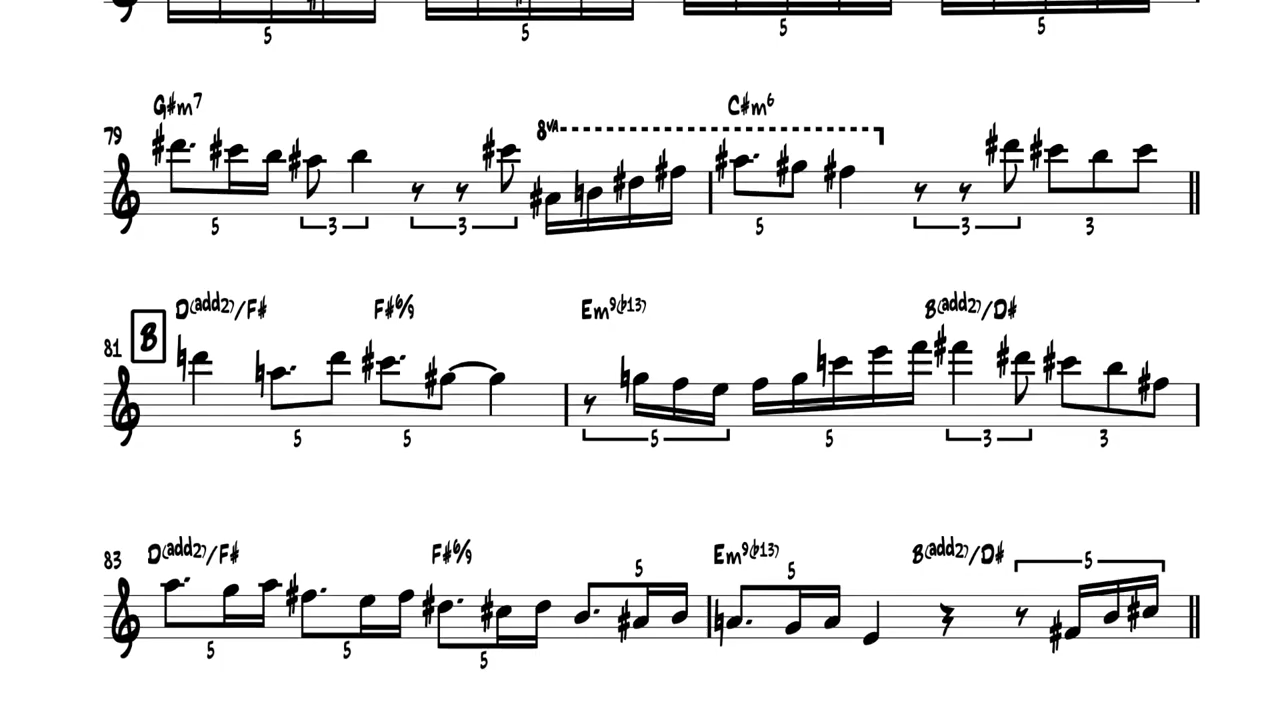 5 5 5 5
G#m7 8va C#m6
79
5 3 3 5 3 3
D(add2)/F# F#6/9 Em9(b13) B(add2)/D#
81 B
5 5 5 5 3 3
D(add2)/F# F#6/9 Em9(b13) B(add2)/D#
83 5 5 5
5 5 5